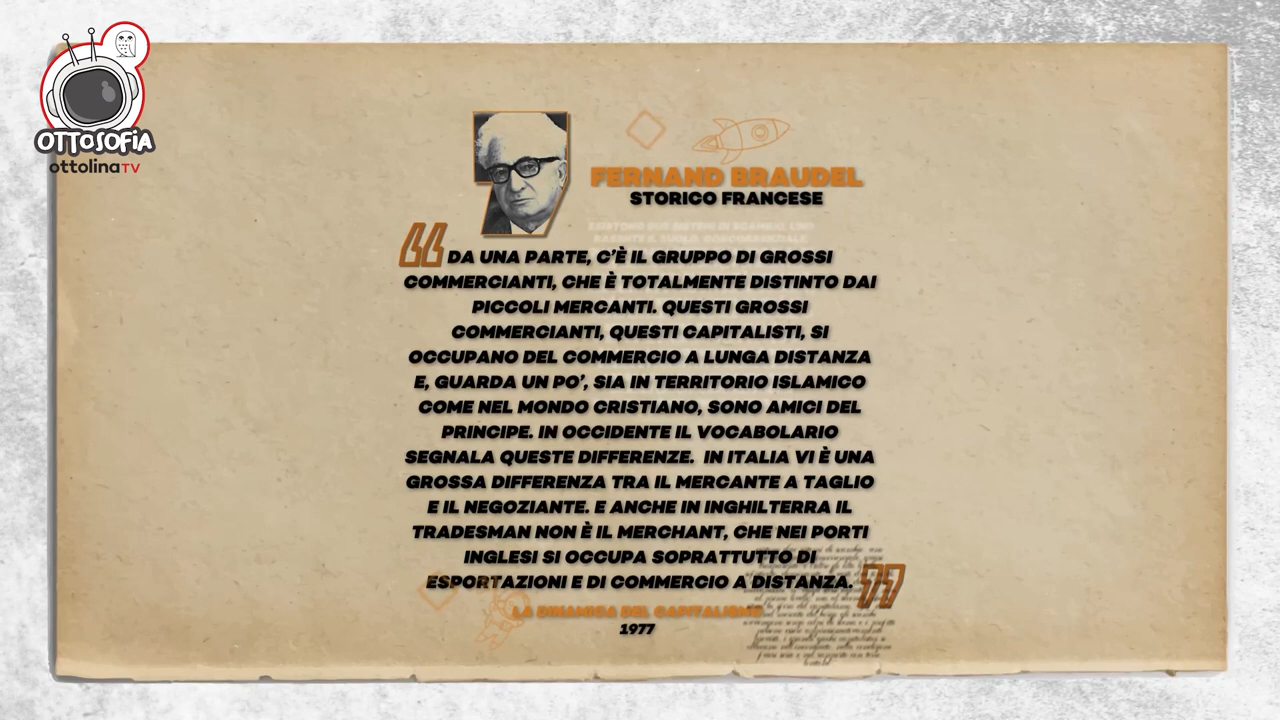 OTTOSOFIA
ottolinaTV
FERNAND BRAUDEL
STORICO FRANCESE
DA UNA PARTE, C'È IL GRUPPO DI GROSSI
COMMERCIANTI, CHE È TOTALMENTE DISTINTO DAI
PICCOLI MERCANTI. QUESTI GROSSI
COMMERCIANTI, QUESTI CAPITALISTI, SI
OCCUPANO DEL COMMERCIO A LUNGA DISTANZA
E, GUARDA UN PO', SIA IN TERRITORIO ISLAMICO
COME NEL MONDO CRISTIANO, SONO AMICI DEL
PRINCIPE. IN OCCIDENTE IL VOCABOLARIO
SEGNALA QUESTE DIFFERENZE. IN ITALIA VI È UNA
GROSSA DIFFERENZA TRA IL MERCANTE A TAGLIO
E IL NEGOZIANTE. E ANCHE IN INGHILTERRA IL
TRADESMAN NON È IL MERCHANT, CHE NEI PORTI
INGLESI SI OCCUPA SOPRATTUTTO DI
ESPORTAZIONI E DI COMMERCIO A DISTANZA.
LA DINAMICA DEL CAPITALISMO
1977